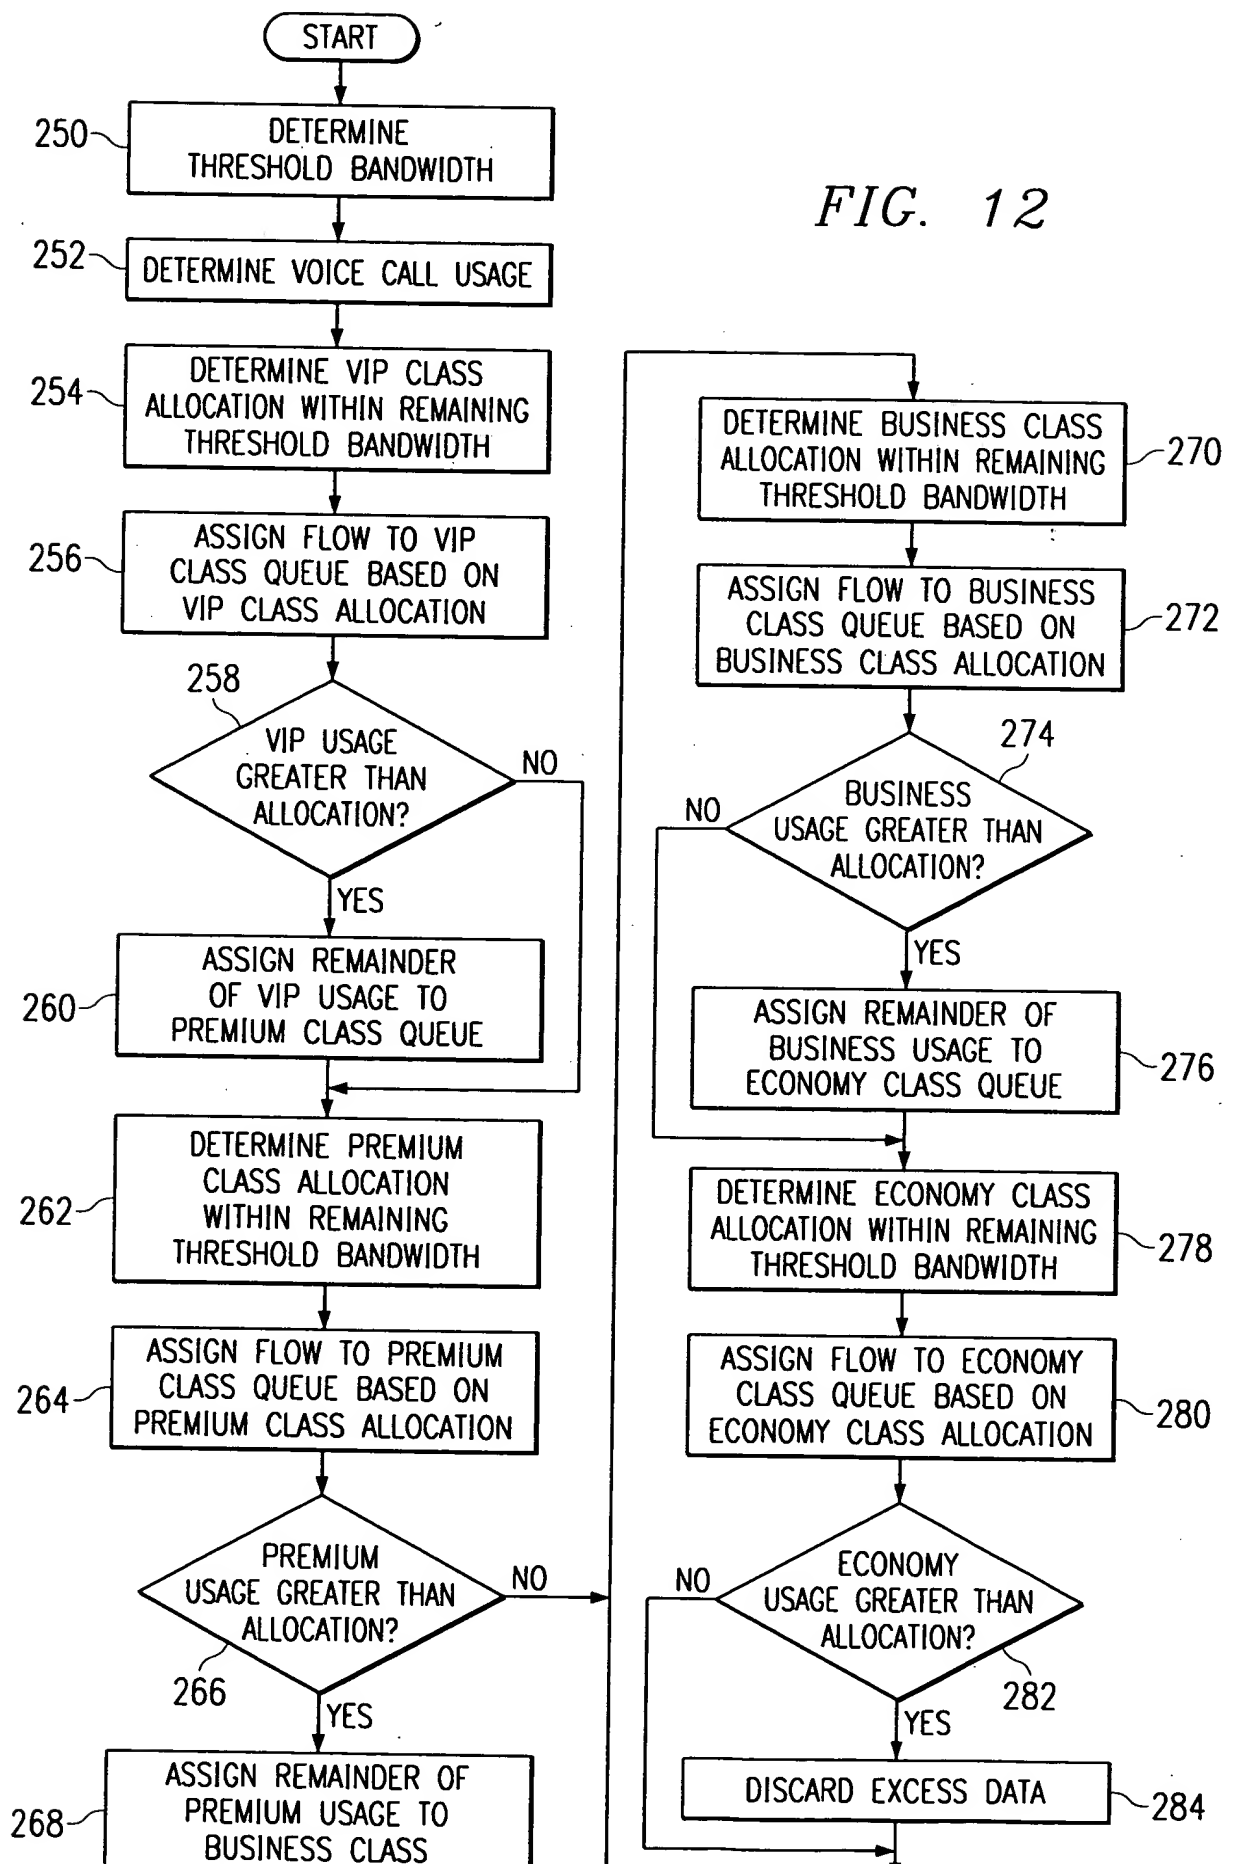 START
250
DETERMINE
THRESHOLD BANDWIDTH
252
DETERMINE VOICE CALL USAGE
254
DETERMINE VIP CLASS
ALLOCATION WITHIN REMAINING
THRESHOLD BANDWIDTH
256
ASSIGN FLOW TO VIP
CLASS QUEUE BASED ON
VIP CLASS ALLOCATION
258
VIP USAGE
GREATER THAN
ALLOCATION?
NO
YES
260
ASSIGN REMAINDER
OF VIP USAGE TO
PREMIUM CLASS QUEUE
262
DETERMINE PREMIUM
CLASS ALLOCATION
WITHIN REMAINING
THRESHOLD BANDWIDTH
264
ASSIGN FLOW TO PREMIUM
CLASS QUEUE BASED ON
PREMIUM CLASS ALLOCATION
PREMIUM
USAGE GREATER THAN
ALLOCATION?
NO
266
YES
268
ASSIGN REMAINDER OF
PREMIUM USAGE TO
BUSINESS CLASS
FIG. 12
DETERMINE BUSINESS CLASS
ALLOCATION WITHIN REMAINING
THRESHOLD BANDWIDTH
270
ASSIGN FLOW TO BUSINESS
CLASS QUEUE BASED ON
BUSINESS CLASS ALLOCATION
272
274
NO
BUSINESS
USAGE GREATER THAN
ALLOCATION?
YES
ASSIGN REMAINDER OF
BUSINESS USAGE TO
ECONOMY CLASS QUEUE
276
DETERMINE ECONOMY CLASS
ALLOCATION WITHIN REMAINING
THRESHOLD BANDWIDTH
278
ASSIGN FLOW TO ECONOMY
CLASS QUEUE BASED ON
ECONOMY CLASS ALLOCATION
280
NO
ECONOMY
USAGE GREATER THAN
ALLOCATION?
282
YES
DISCARD EXCESS DATA
284